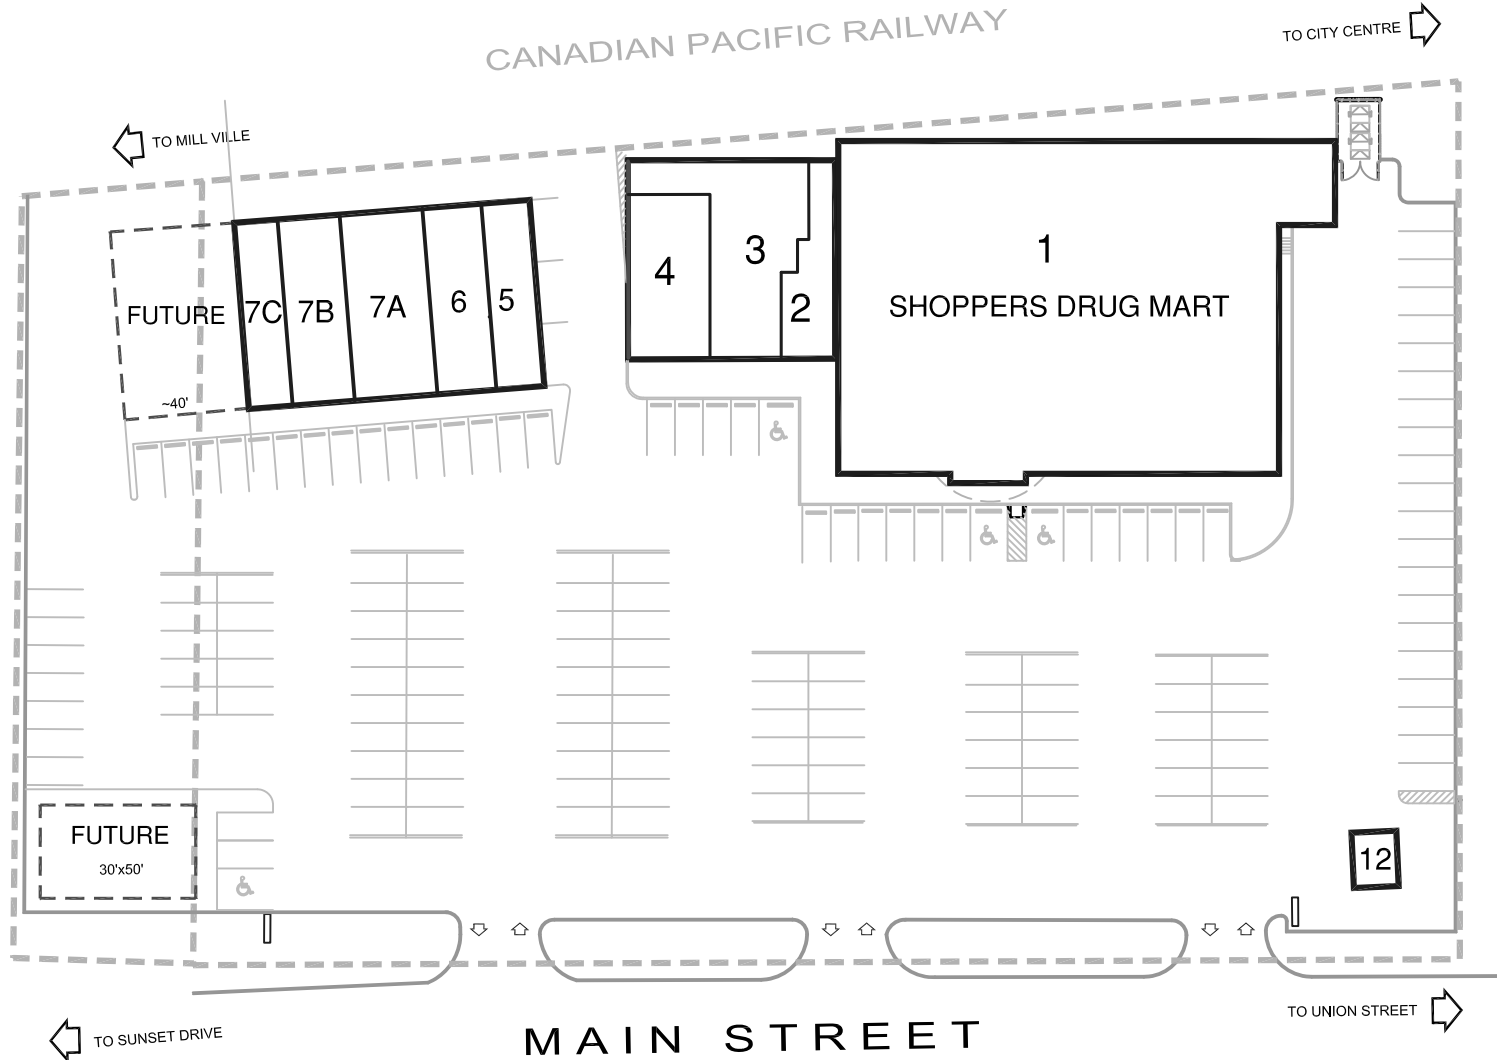 CANADIAN PACIFIC RAILWAY
TO CITY CENTRE
TO MILL VILLE
FUTURE
~40'
7C
7B
7A
6
5
4
3
2
1
SHOPPERS DRUG MART
FUTURE
30'x50'
12
TO SUNSET DRIVE
MAIN STREET
TO UNION STREET